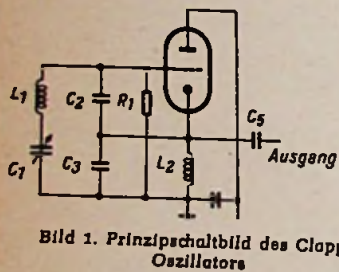 L1
C2
R1
C5
C1
C3
L2
Ausgang
Bild 1. Prinzipschaltbild des Clapp
Oszillators